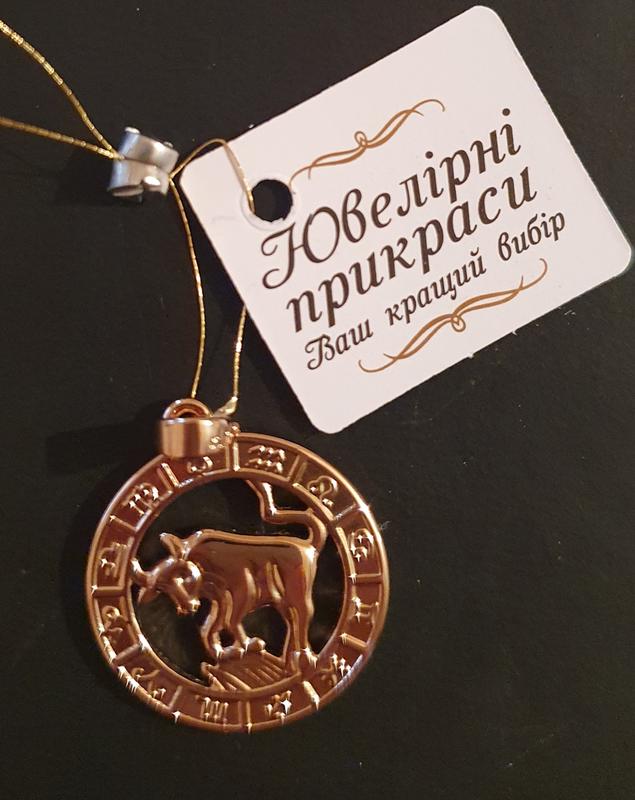 Ювелірні
прикраси
Ваш кращий вибір